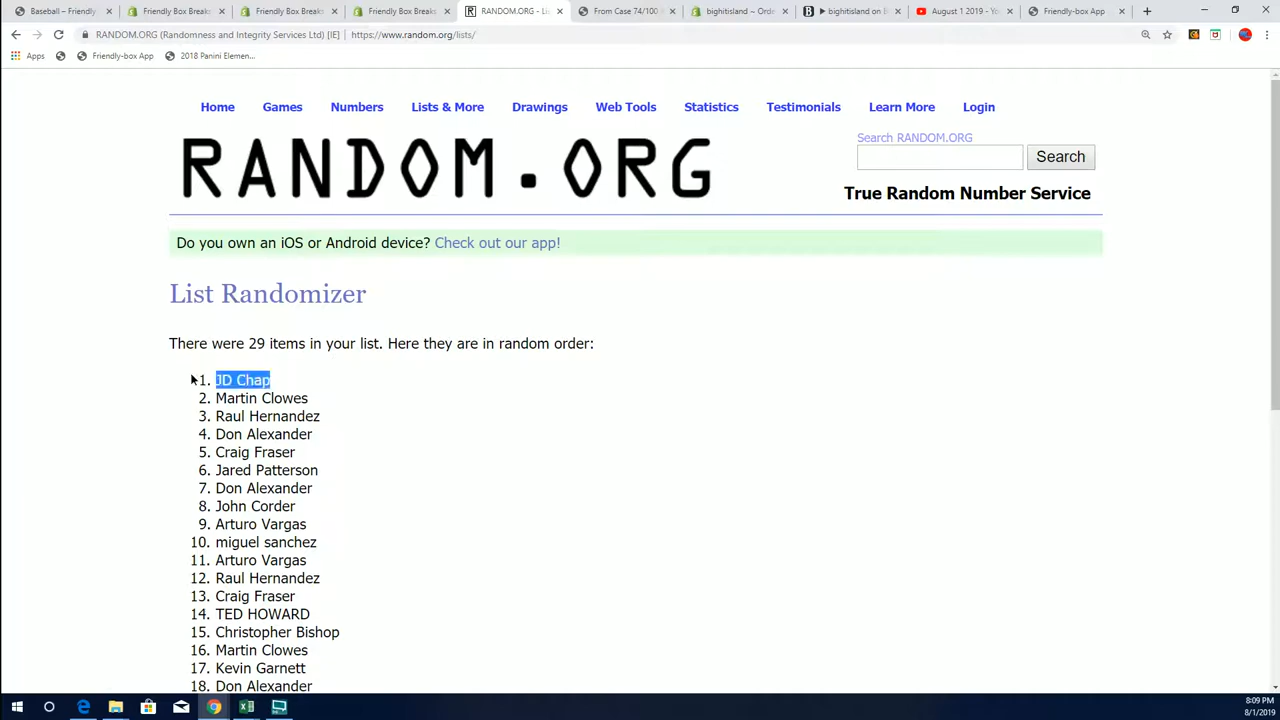 Baseball – Friendly
Friendly Box Breaks
Friendly Box Breaks
Friendly Box Breaks
RANDOM.ORG - Lis
From Case 74/100
bighitisland ~ Orde
bighitisland on B
August 1 2019 - Yo
Friendly-box App
RANDOM.ORG (Randomness and Integrity Services Ltd) [IE] | https://www.random.org/lists/
Apps
Friendly-box App
2018 Panini Elemen...
Home Games Numbers Lists & More Drawings Web Tools Statistics Testimonials Learn More Login
RANDOM.ORG
Search RANDOM.ORG
Search
True Random Number Service
Do you own an iOS or Android device? Check out our app!
List Randomizer
There were 29 items in your list. Here they are in random order:
1. JD Chap
2. Martin Clowes
3. Raul Hernandez
4. Don Alexander
5. Craig Fraser
6. Jared Patterson
7. Don Alexander
8. John Corder
9. Arturo Vargas
10. miguel sanchez
11. Arturo Vargas
12. Raul Hernandez
13. Craig Fraser
14. TED HOWARD
15. Christopher Bishop
16. Martin Clowes
17. Kevin Garnett
18. Don Alexander
8:09 PM
8/1/2019